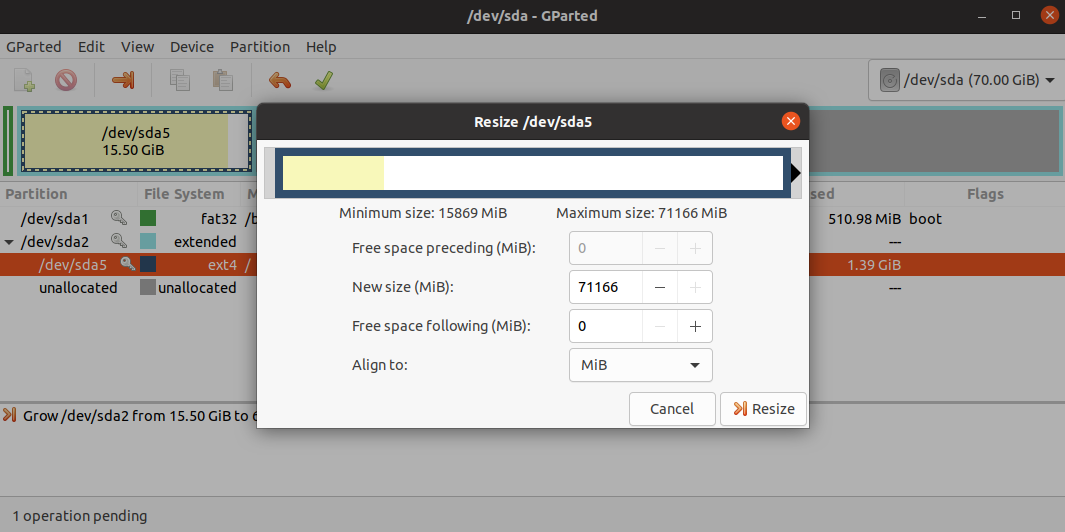 /dev/sda - GParted
GParted Edit View Device Partition Help
/dev/sda (70.00 GiB)
/dev/sda5
15.50 GiB
Resize /dev/sda5
Minimum size: 15869 MiB Maximum size: 71166 MiB
Free space preceding (MiB): 0
New size (MiB): 71166
Free space following (MiB): 0
Align to: MiB
Cancel Resize
Partition File System Flags
/dev/sda1 fat32 510.98 MiB boot
/dev/sda2 extended ---
/dev/sda5 ext4 / 1.39 GiB
unallocated unallocated ---
Grow /dev/sda2 from 15.50 GiB to
1 operation pending